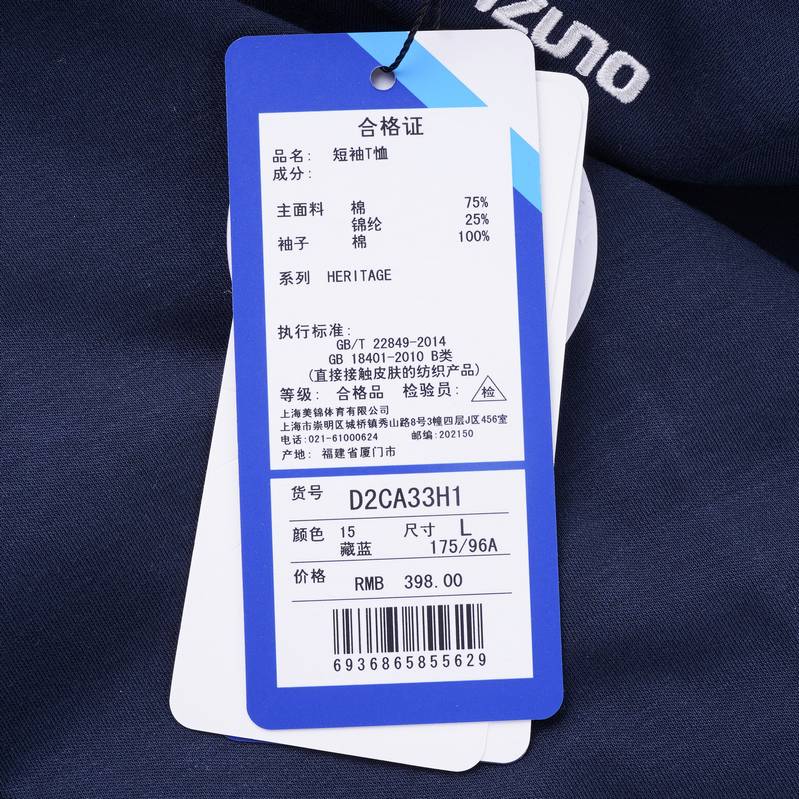 IZUNO
合格证
品名: 短袖T恤
成分:
主面料 棉 75%
锦纶 25%
袖子 棉 100%
系列 HERITAGE
执行标准:
GB/T 22849-2014
GB 18401-2010 B类
(直接接触皮肤的纺织产品)
等级: 合格品 检验员: 检
上海美锦体育有限公司
上海市崇明区城桥镇秀山路8号3幢四层J区456室
电话:021-61000624 邮编:202150
产地: 福建省厦门市
货号 D2CA33H1
颜色 15 尺寸 L
藏蓝 175/96A
价格 RMB 398.00
6936865855629